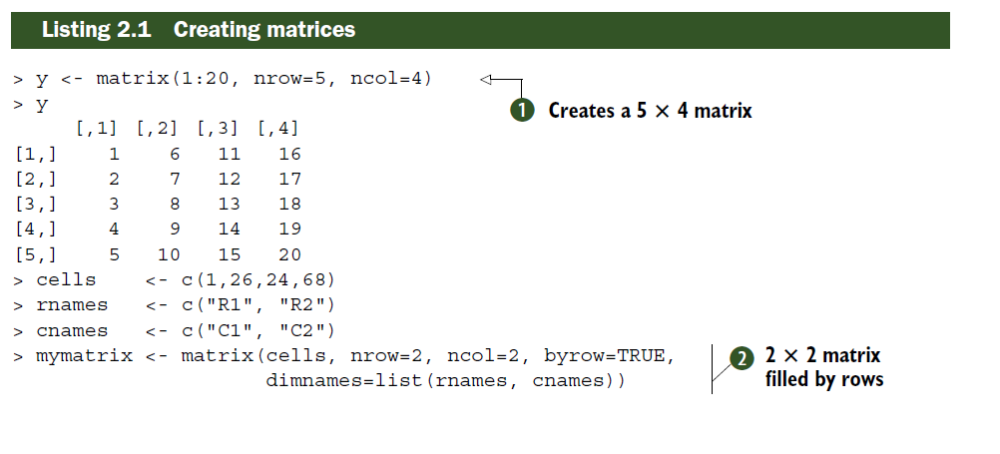 Listing 2.1 Creating matrices
> y <- matrix(1:20, nrow=5, ncol=4)
1 Creates a 5 × 4 matrix
> y
[,1] [,2] [,3] [,4]
[1,] 1 6 11 16
[2,] 2 7 12 17
[3,] 3 8 13 18
[4,] 4 9 14 19
[5,] 5 10 15 20
> cells <- c(1,26,24,68)
> rnames <- c("R1", "R2")
> cnames <- c("C1", "C2")
> mymatrix <- matrix(cells, nrow=2, ncol=2, byrow=TRUE,
dimnames=list(rnames, cnames))
2 2 × 2 matrix
filled by rows